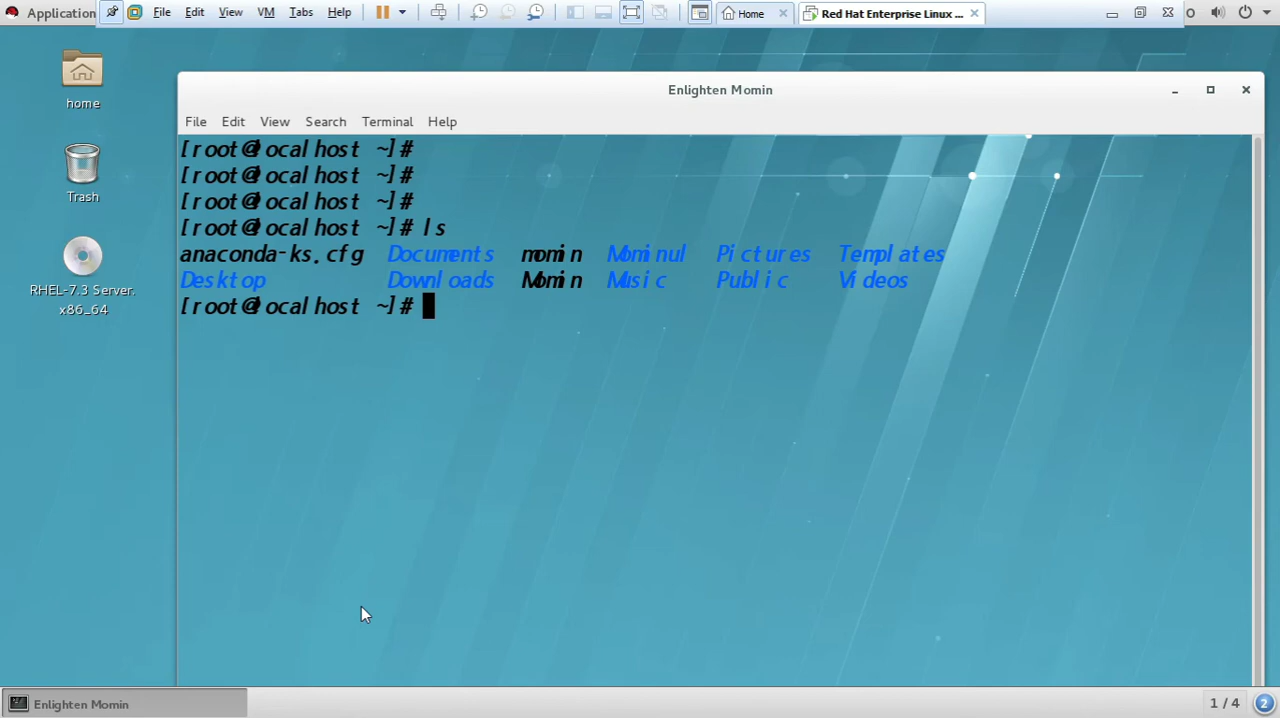 Application File Edit View VM Tabs Help Home Red Hat Enterprise Linux ...
home
Trash
RHEL-7.3 Server.
x86_64
Enlighten Momin
File Edit View Search Terminal Help
[root@localhost ~]#
[root@localhost ~]#
[root@localhost ~]#
[root@localhost ~]# ls
anaconda-ks.cfg Documents momin Mominul Pictures Templates
Desktop Downloads Momin Music Public Videos
[root@localhost ~]#
Enlighten Momin
1 / 4
2